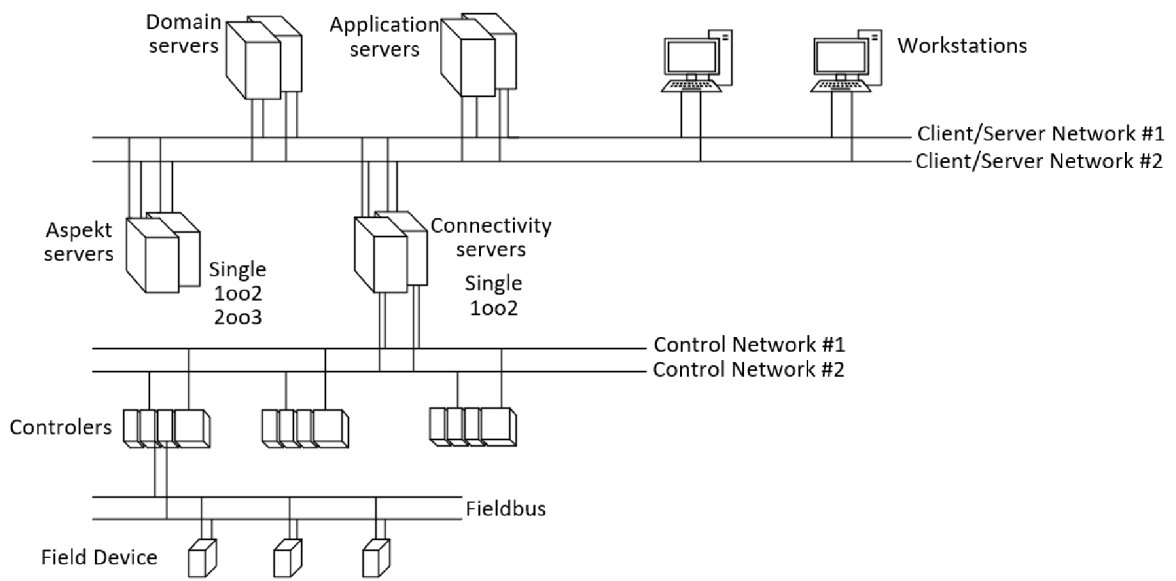 Domain
servers
Application
servers
Workstations
Client/Server Network #1
Client/Server Network #2
Aspekt
servers
Single
1oo2
2oo3
Connectivity
servers
Single
1oo2
Control Network #1
Control Network #2
Controlers
Fieldbus
Field Device